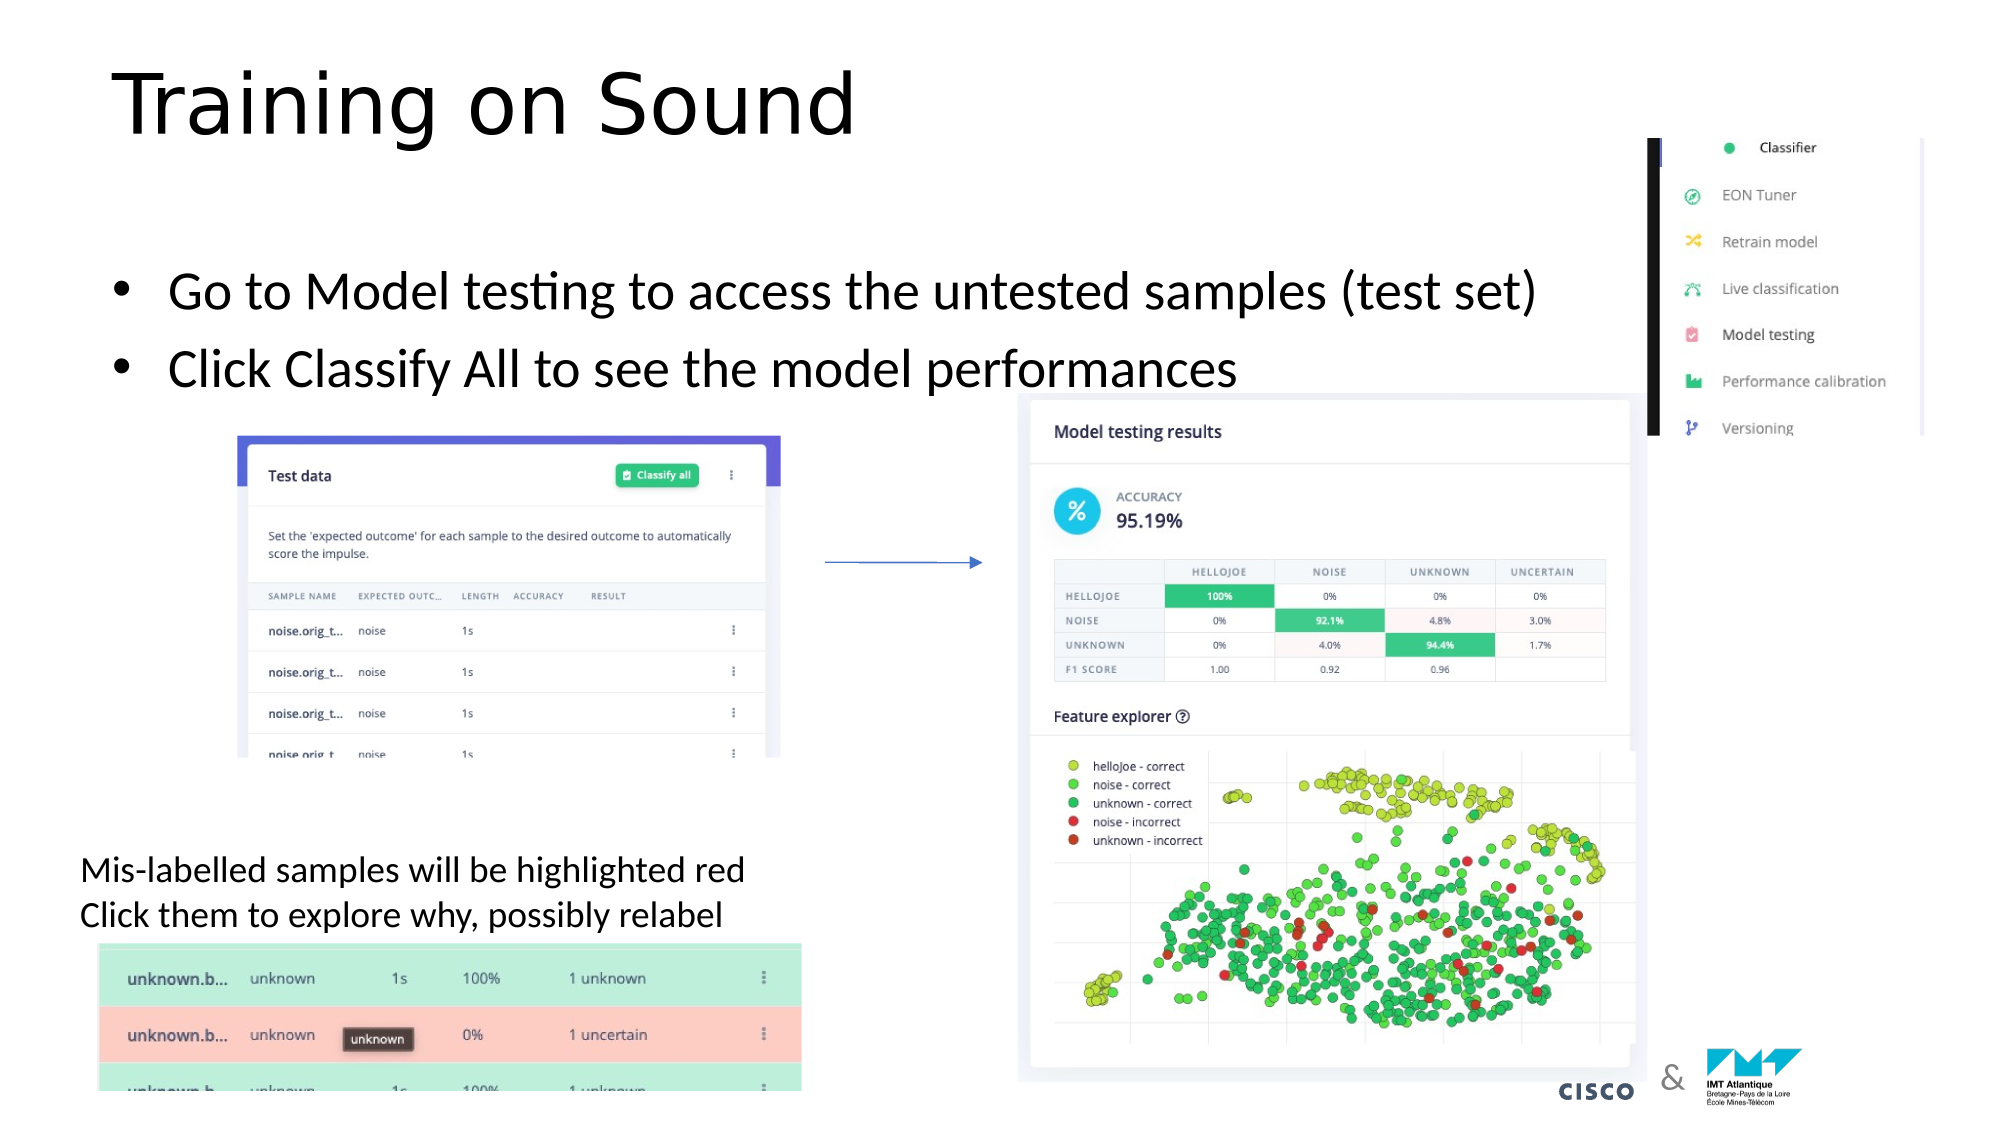 Training on Sound
• Go to Model testing to access the untested samples (test set)
• Click Classify All to see the model performances
Classifier
EON Tuner
Retrain model
Live classification
Model testing
Performance calibration
Versioning
Test data
Classify all
Set the 'expected outcome' for each sample to the desired outcome to automatically
score the impulse.
SAMPLE NAME EXPECTED OUTC... LENGTH ACCURACY RESULT
noise.orig_t... noise 1s
noise.orig_t... noise 1s
noise.orig_t... noise 1s
noise.orig_t noise 1s
Model testing results
%
ACCURACY
95.19%
HELLOJOE NOISE UNKNOWN UNCERTAIN
HELLOJOE 100% 0% 0% 0%
NOISE 0% 92.1% 4.8% 3.0%
UNKNOWN 0% 4.0% 94.4% 1.7%
F1 SCORE 1.00 0.92 0.96
Feature explorer ?
helloJoe - correct
noise - correct
unknown - correct
noise - incorrect
unknown - incorrect
Mis-labelled samples will be highlighted red
Click them to explore why, possibly relabel
unknown.b... unknown 1s 100% 1 unknown
unknown.b... unknown unknown 0% 1 uncertain
unknown.b unknown 1s 100% 1 unknown
CISCO & IMT Atlantique
Bretagne-Pays de la Loire
École Mines-Télécom